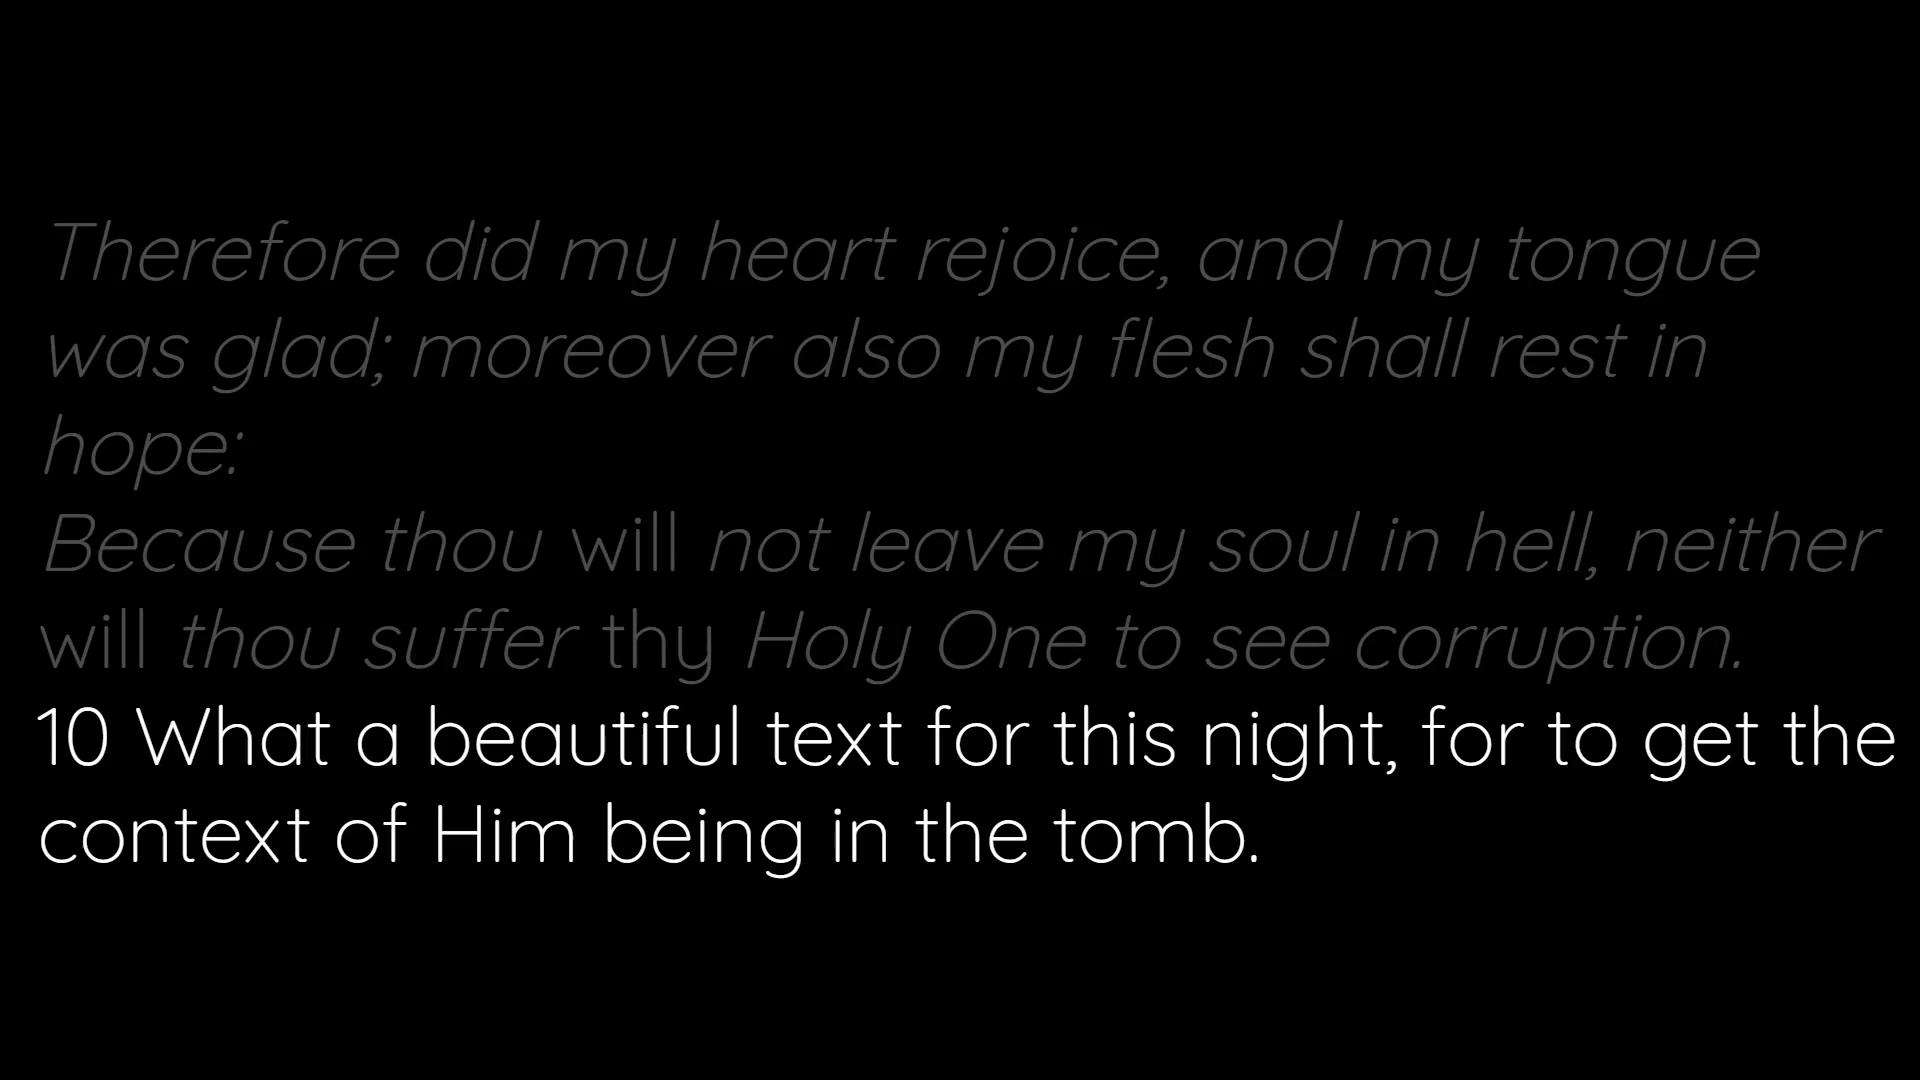 Therefore did my heart rejoice, and my tongue
was glad; moreover also my flesh shall rest in
hope:
Because thou will not leave my soul in hell, neither
will thou suffer thy Holy One to see corruption.
10 What a beautiful text for this night, for to get the
context of Him being in the tomb.